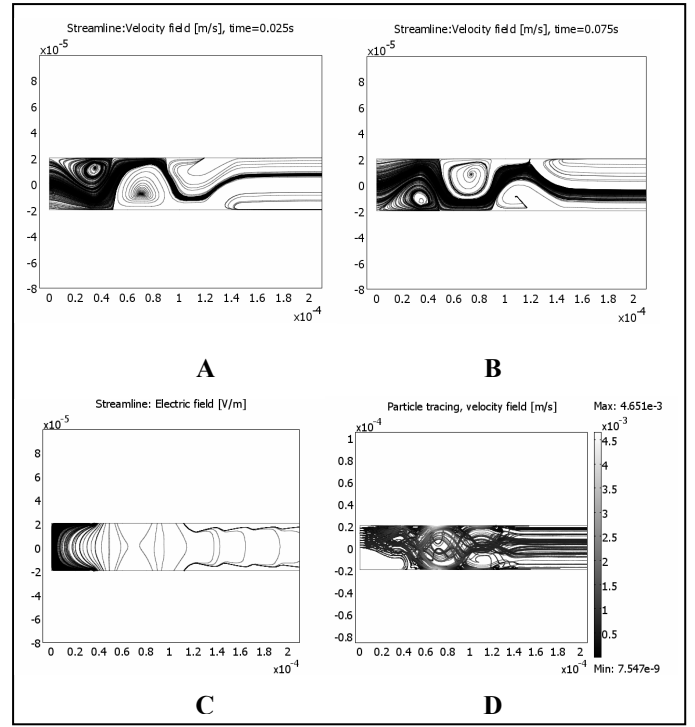 Streamline:Velocity field [m/s], time=0.025s
x10⁻⁵
8
6
4
2
0
-2
-4
-6
-8
0 0.2 0.4 0.6 0.8 1 1.2 1.4 1.6 1.8 2
x10⁻⁴
A
Streamline:Velocity field [m/s], time=0.075s
x10⁻⁵
8
6
4
2
0
-2
-4
-6
-8
0 0.2 0.4 0.6 0.8 1 1.2 1.4 1.6 1.8 2
x10⁻⁴
B
Streamline: Electric field [V/m]
x10⁻⁵
8
6
4
2
0
-2
-4
-6
-8
0 0.2 0.4 0.6 0.8 1 1.2 1.4 1.6 1.8 2
x10⁻⁴
C
Particle tracing, velocity field [m/s]
x10⁻⁴
1
0.8
0.6
0.4
0.2
0
-0.2
-0.4
-0.6
-0.8
0 0.2 0.4 0.6 0.8 1 1.2 1.4 1.6 1.8 2
x10⁻⁴
Max: 4.651e-3
x10⁻³
4.5
4
3.5
3
2.5
2
1.5
1
0.5
Min: 7.547e-9
D